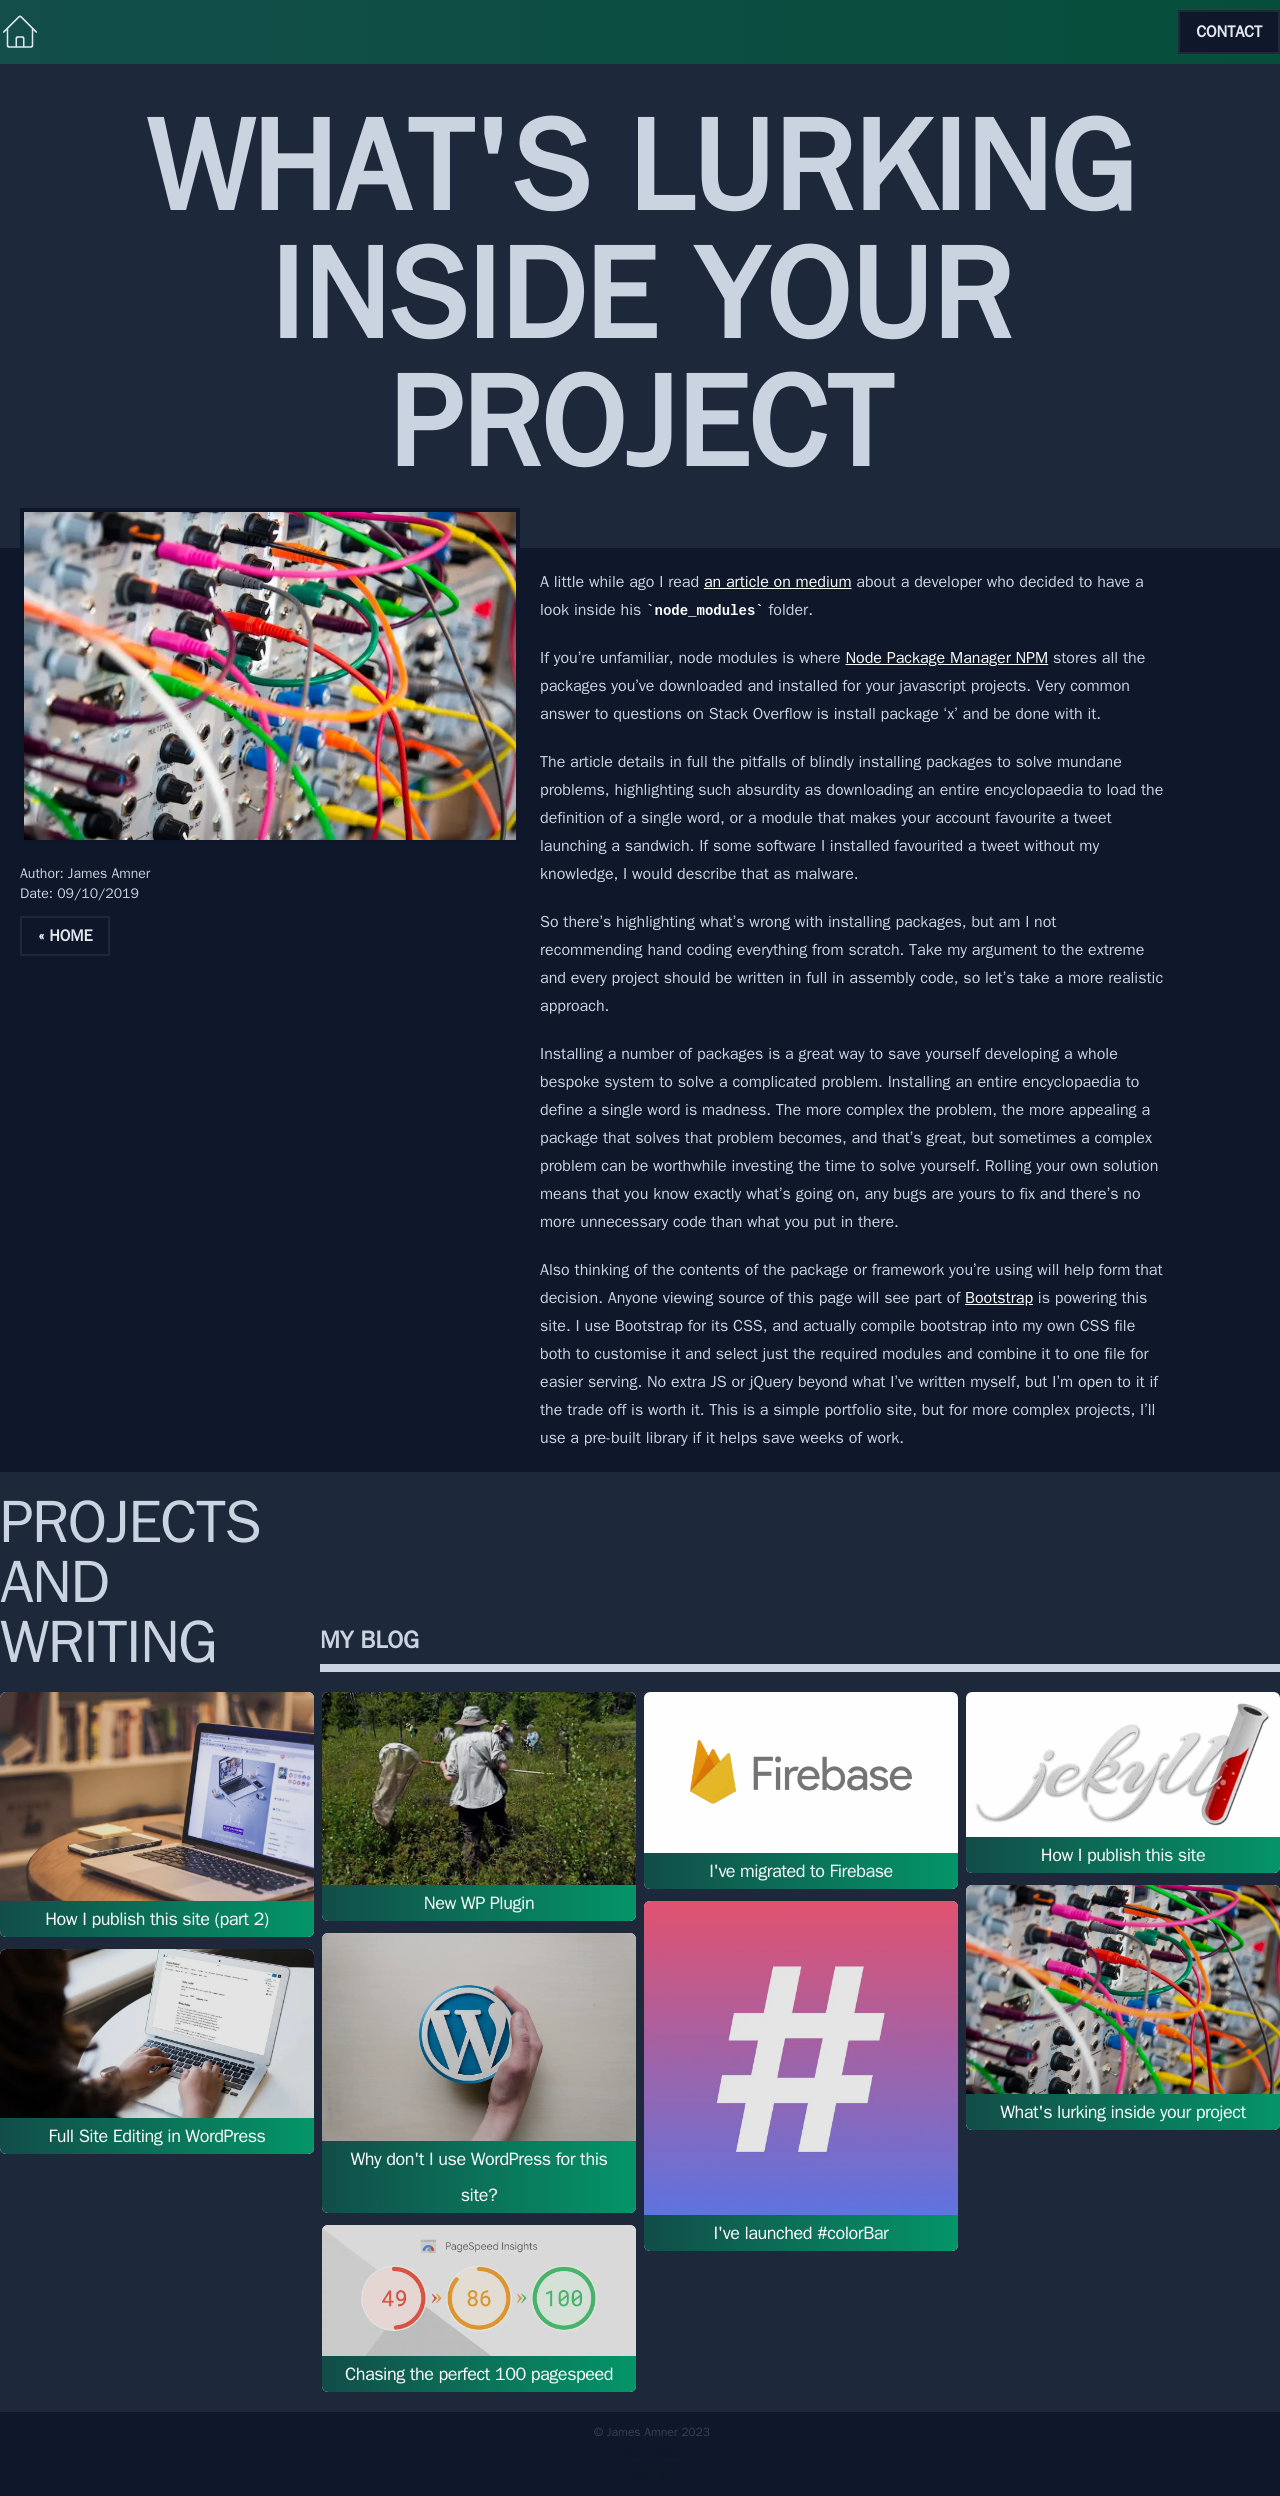 CONTACT
WHAT'S LURKING
INSIDE YOUR
PROJECT
A little while ago I read an article on medium about a developer who decided to have a
look inside his `node_modules` folder.
If you’re unfamiliar, node modules is where Node Package Manager NPM stores all the
packages you’ve downloaded and installed for your javascript projects. Very common
answer to questions on Stack Overflow is install package ‘x’ and be done with it.
The article details in full the pitfalls of blindly installing packages to solve mundane
problems, highlighting such absurdity as downloading an entire encyclopaedia to load the
definition of a single word, or a module that makes your account favourite a tweet
launching a sandwich. If some software I installed favourited a tweet without my
knowledge, I would describe that as malware.
Author: James Amner
Date: 09/10/2019
« HOME
So there’s highlighting what’s wrong with installing packages, but am I not
recommending hand coding everything from scratch. Take my argument to the extreme
and every project should be written in full in assembly code, so let’s take a more realistic
approach.
Installing a number of packages is a great way to save yourself developing a whole
bespoke system to solve a complicated problem. Installing an entire encyclopaedia to
define a single word is madness. The more complex the problem, the more appealing a
package that solves that problem becomes, and that’s great, but sometimes a complex
problem can be worthwhile investing the time to solve yourself. Rolling your own solution
means that you know exactly what’s going on, any bugs are yours to fix and there’s no
more unnecessary code than what you put in there.
Also thinking of the contents of the package or framework you’re using will help form that
decision. Anyone viewing source of this page will see part of Bootstrap is powering this
site. I use Bootstrap for its CSS, and actually compile bootstrap into my own CSS file
both to customise it and select just the required modules and combine it to one file for
easier serving. No extra JS or jQuery beyond what I’ve written myself, but I’m open to it if
the trade off is worth it. This is a simple portfolio site, but for more complex projects, I’ll
use a pre-built library if it helps save weeks of work.
PROJECTS
AND
WRITING
MY BLOG
How I publish this site (part 2)
Full Site Editing in WordPress
New WP Plugin
Why don't I use WordPress for this
site?
PageSpeed Insights
49 » 86 » 100
Chasing the perfect 100 pagespeed
Firebase
I've migrated to Firebase
#
I've launched #colorBar
jekyll
How I publish this site
What's lurking inside your project
© James Amner 2023